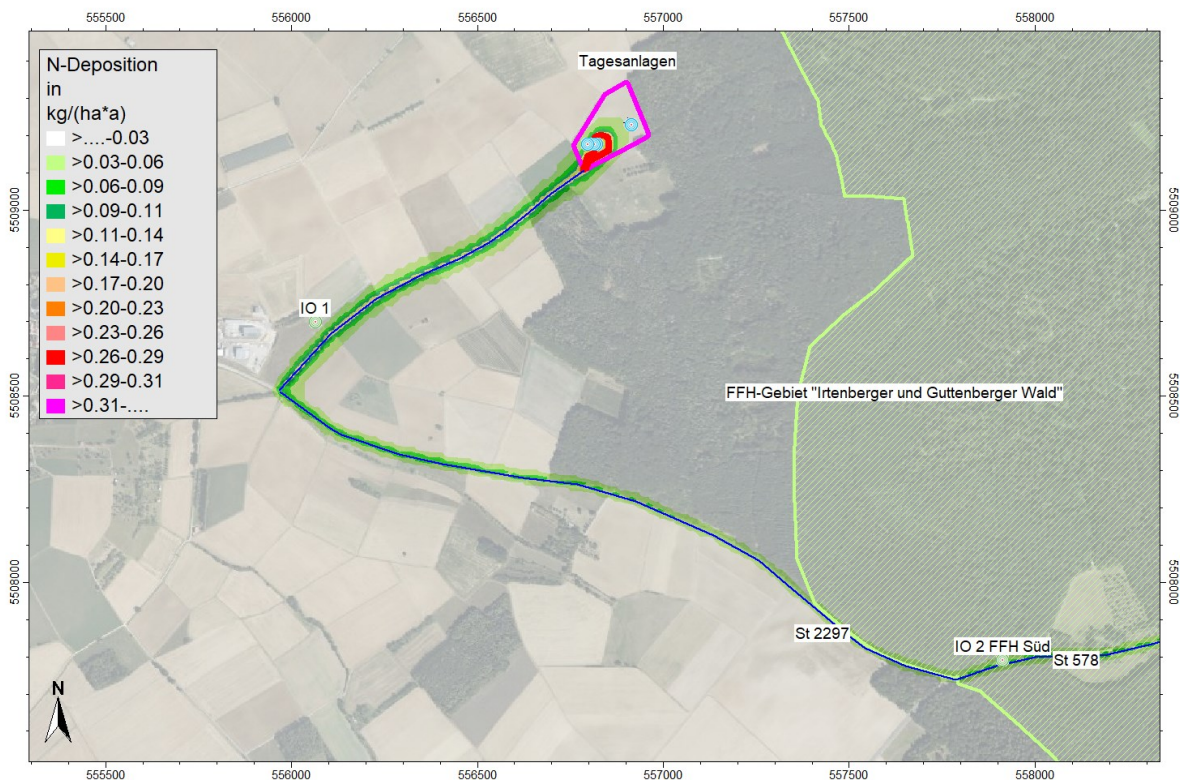 555500 556000 556500 557000 557500 558000
N-Deposition
in
kg/(ha*a)
>....-0.03
>0.03-0.06
>0.06-0.09
>0.09-0.11
>0.11-0.14
>0.14-0.17
>0.17-0.20
>0.20-0.23
>0.23-0.26
>0.26-0.29
>0.29-0.31
>0.31-....
Tagesanlagen
5509000 5509000
IO 1
5508500 5508500
FFH-Gebiet "Irtenberger und Guttenberger Wald"
5508000 5508000
St 2297
IO 2 FFH Süd
St 578
N
555500 556000 556500 557000 557500 558000